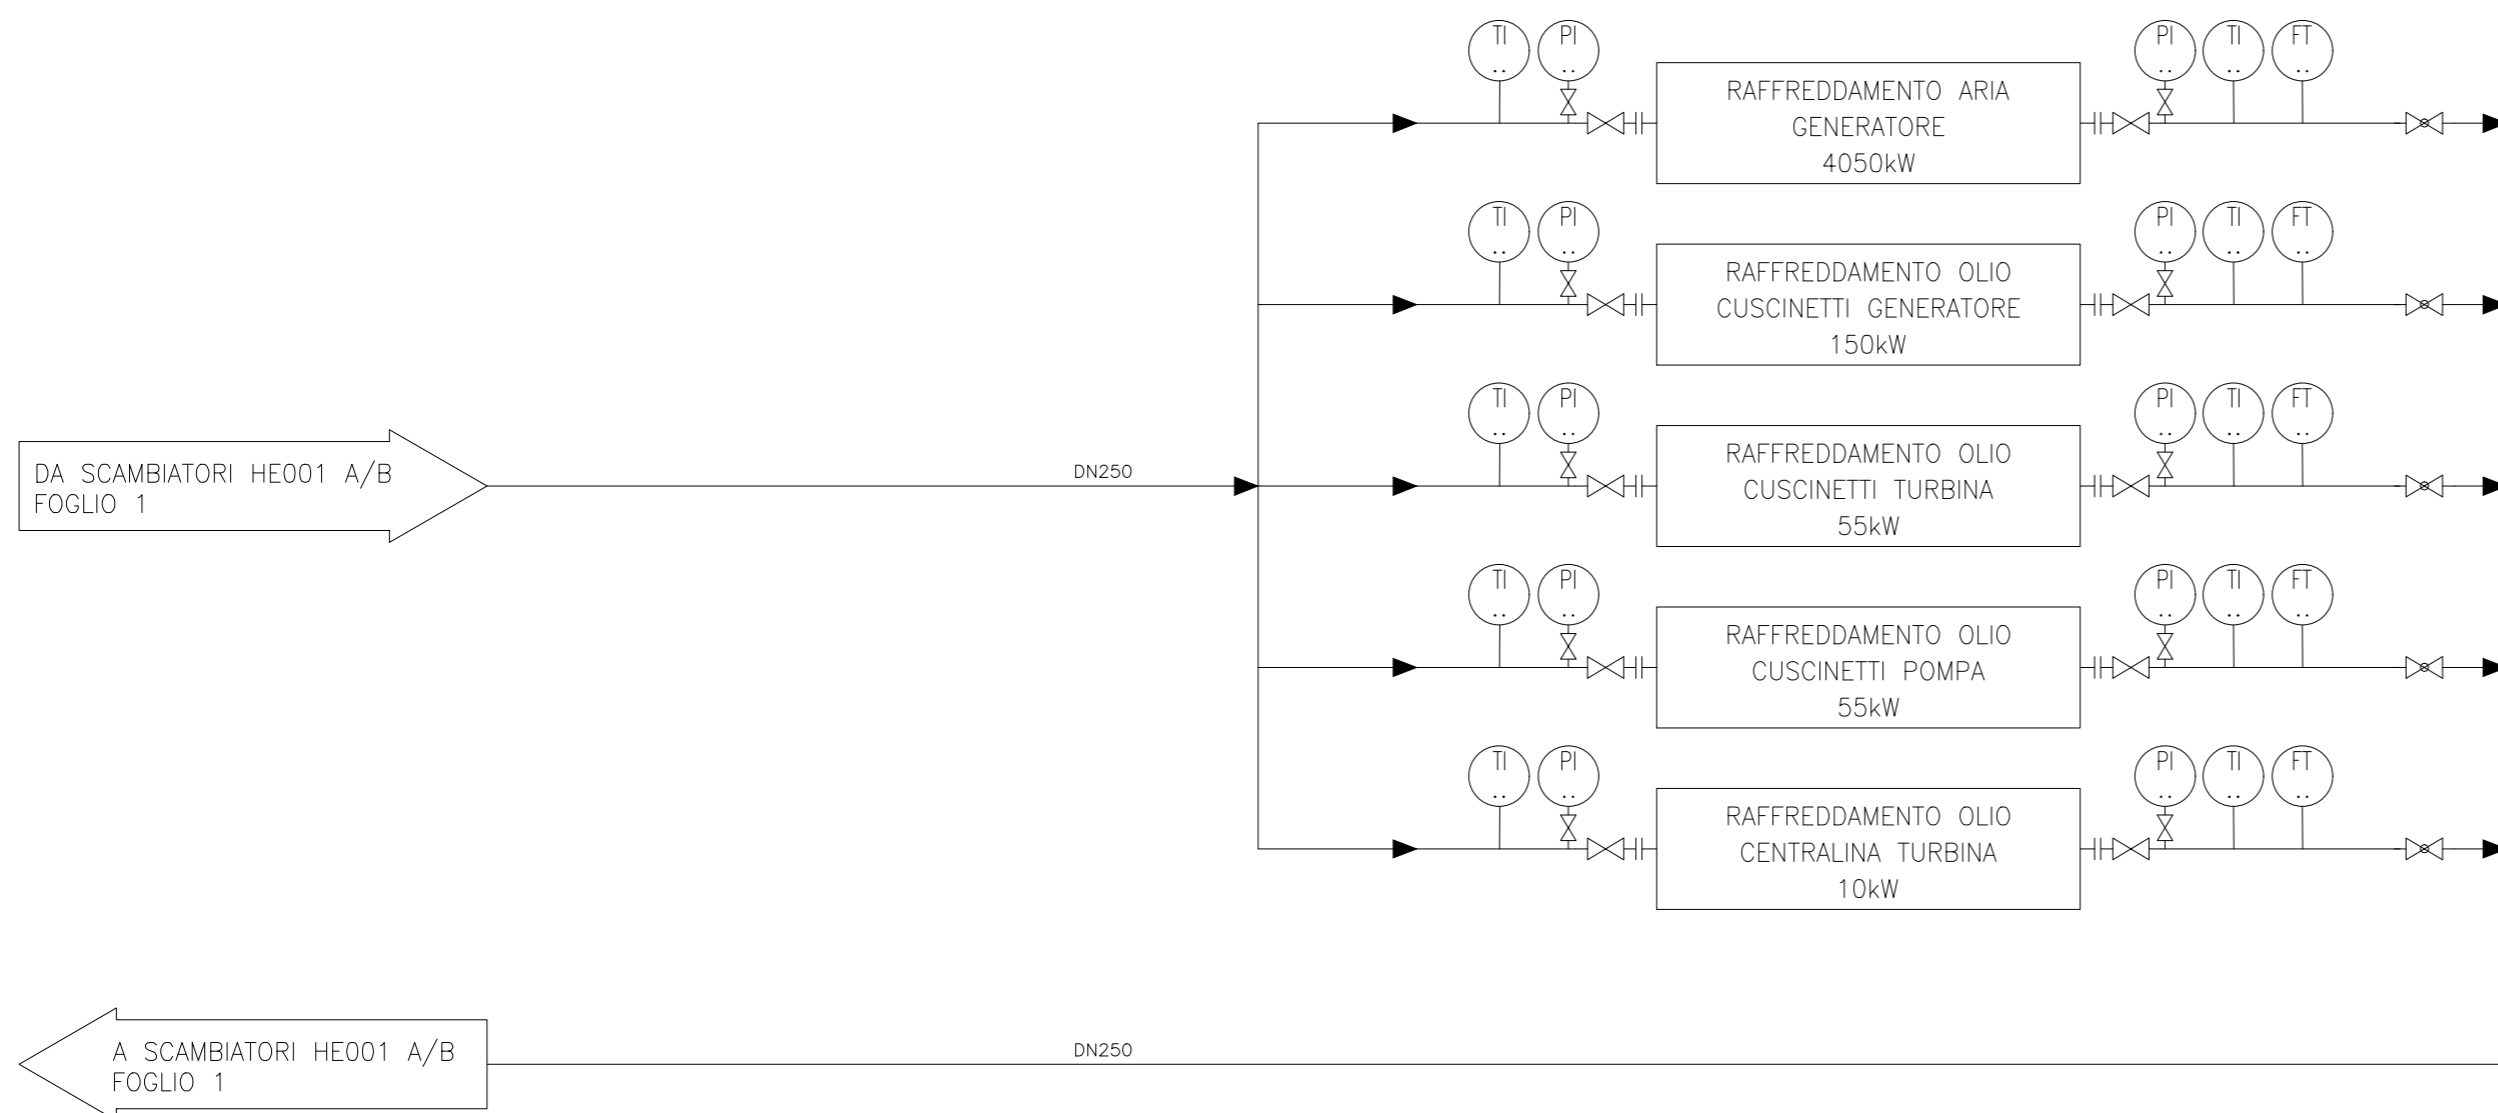 TI PI PI TI FT
RAFFREDDAMENTO ARIA
GENERATORE
4050kW
TI PI PI TI FT
RAFFREDDAMENTO OLIO
CUSCINETTI GENERATORE
150kW
TI PI PI TI FT
RAFFREDDAMENTO OLIO
CUSCINETTI TURBINA
55kW
DA SCAMBIATORI HE001 A/B
FOGLIO 1
DN250
TI PI PI TI FT
RAFFREDDAMENTO OLIO
CUSCINETTI POMPA
55kW
TI PI PI TI FT
RAFFREDDAMENTO OLIO
CENTRALINA TURBINA
10kW
A SCAMBIATORI HE001 A/B
FOGLIO 1
DN250